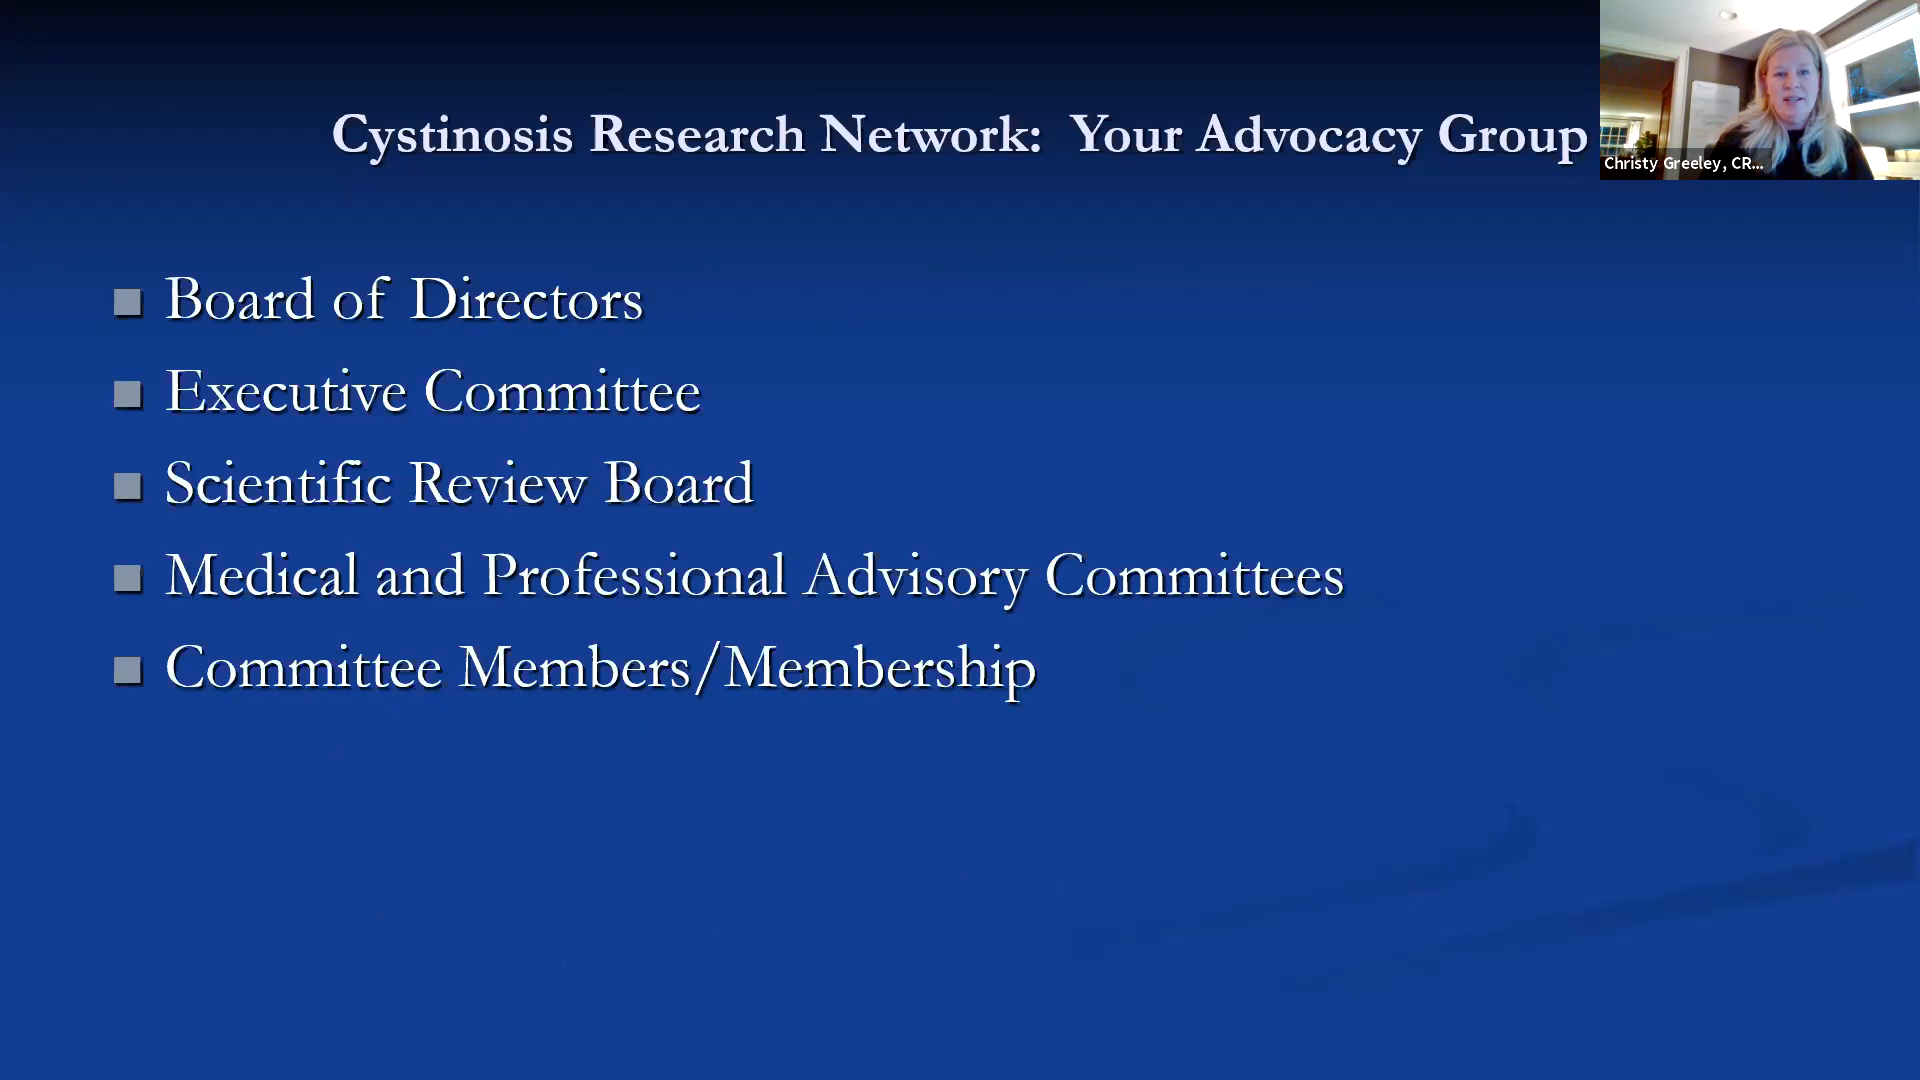 Cystinosis Research Network: Your Advocacy Group
Christy Greeley, CR...
Board of Directors
Executive Committee
Scientific Review Board
Medical and Professional Advisory Committees
Committee Members/Membership